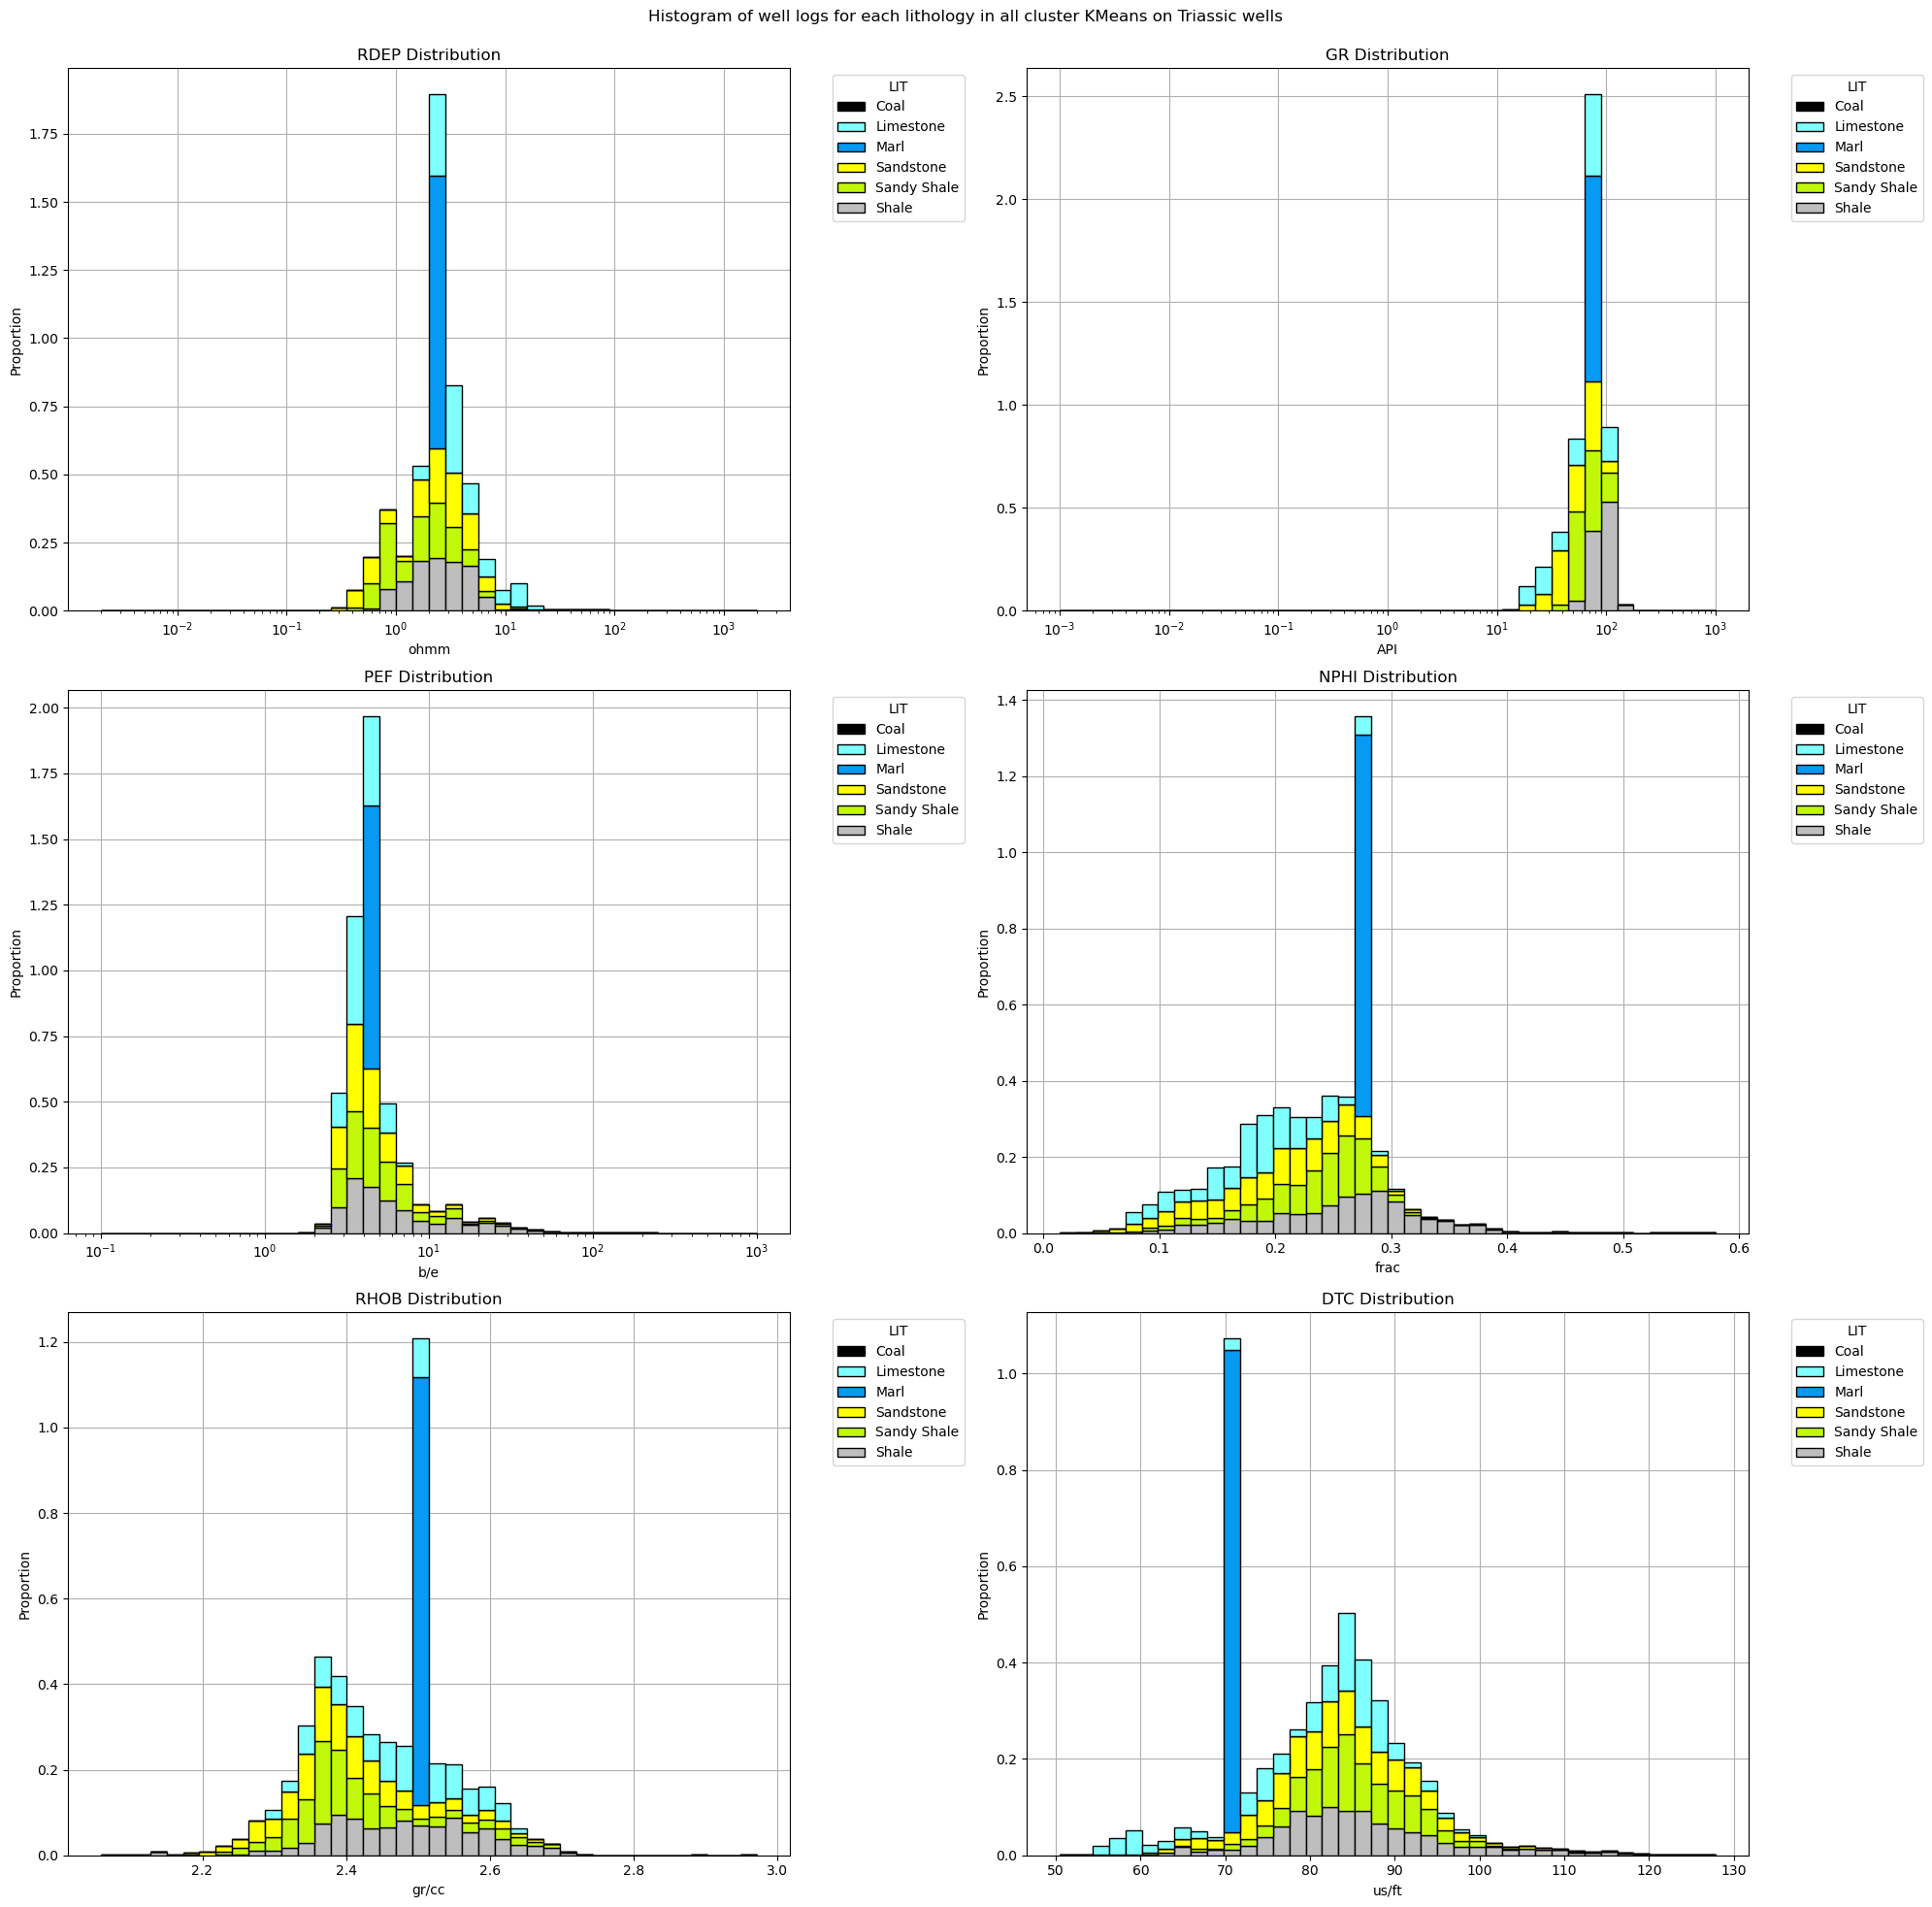 Histogram of well logs for each lithology in all cluster KMeans on Triassic wells
RDEP Distribution
Proportion
1.75
1.50
1.25
1.00
0.75
0.50
0.25
0.00
10⁻² 10⁻¹ 10⁰ 10¹ 10² 10³
ohmm
LIT
Coal
Limestone
Marl
Sandstone
Sandy Shale
Shale
GR Distribution
Proportion
2.5
2.0
1.5
1.0
0.5
0.0
10⁻³ 10⁻² 10⁻¹ 10⁰ 10¹ 10² 10³
API
LIT
Coal
Limestone
Marl
Sandstone
Sandy Shale
Shale
PEF Distribution
Proportion
2.00
1.75
1.50
1.25
1.00
0.75
0.50
0.25
0.00
10⁻¹ 10⁰ 10¹ 10² 10³
b/e
LIT
Coal
Limestone
Marl
Sandstone
Sandy Shale
Shale
NPHI Distribution
Proportion
1.4
1.2
1.0
0.8
0.6
0.4
0.2
0.0
0.0 0.1 0.2 0.3 0.4 0.5 0.6
frac
LIT
Coal
Limestone
Marl
Sandstone
Sandy Shale
Shale
RHOB Distribution
Proportion
1.2
1.0
0.8
0.6
0.4
0.2
0.0
2.2 2.4 2.6 2.8 3.0
gr/cc
LIT
Coal
Limestone
Marl
Sandstone
Sandy Shale
Shale
DTC Distribution
Proportion
1.0
0.8
0.6
0.4
0.2
0.0
50 60 70 80 90 100 110 120 130
us/ft
LIT
Coal
Limestone
Marl
Sandstone
Sandy Shale
Shale